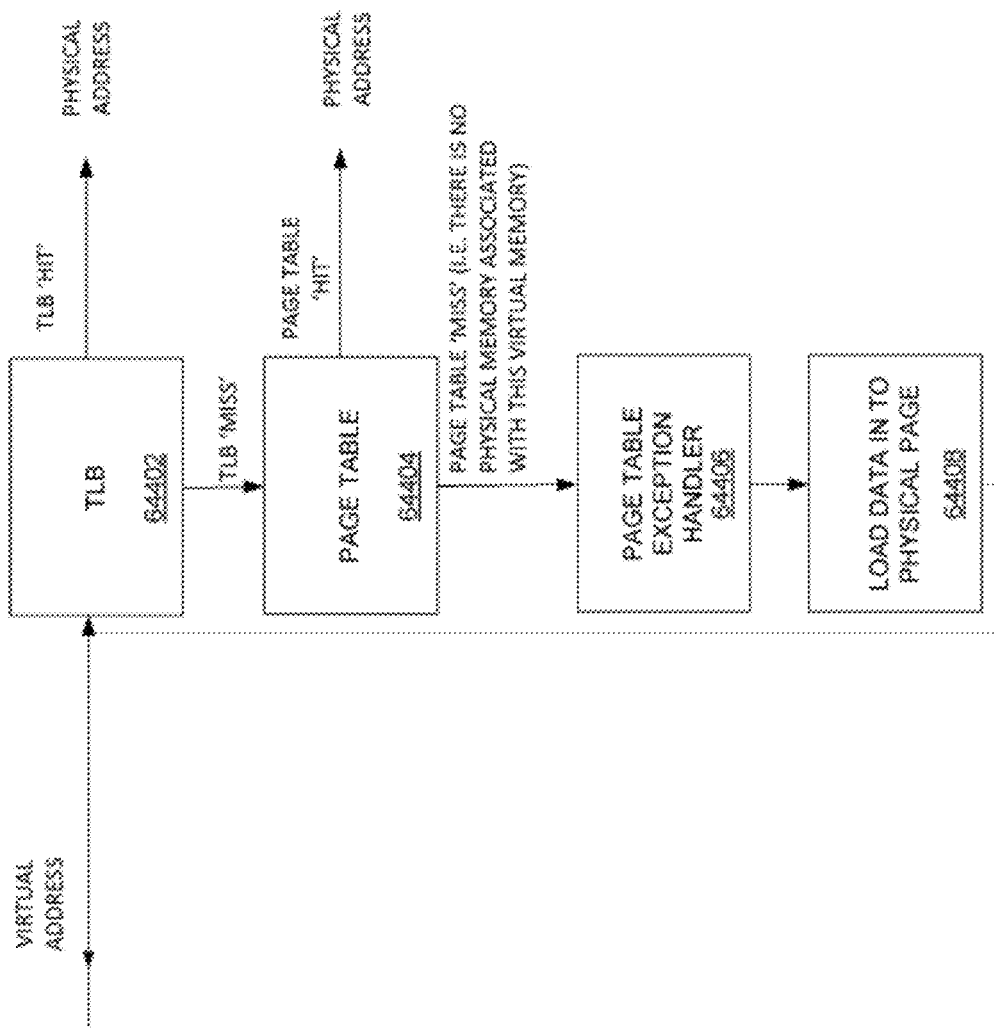 VIRTUAL
ADDRESS
TLB
64402
TLB 'HIT'
PHYSICAL
ADDRESS
TLB 'MISS'
PAGE TABLE
64404
PAGE TABLE
'HIT'
PHYSICAL
ADDRESS
PAGE TABLE 'MISS' (I.E. THERE IS NO
PHYSICAL MEMORY ASSOCIATED
WITH THIS VIRTUAL MEMORY)
PAGE TABLE
EXCEPTION
HANDLER
64406
LOAD DATA IN TO
PHYSICAL PAGE
64408